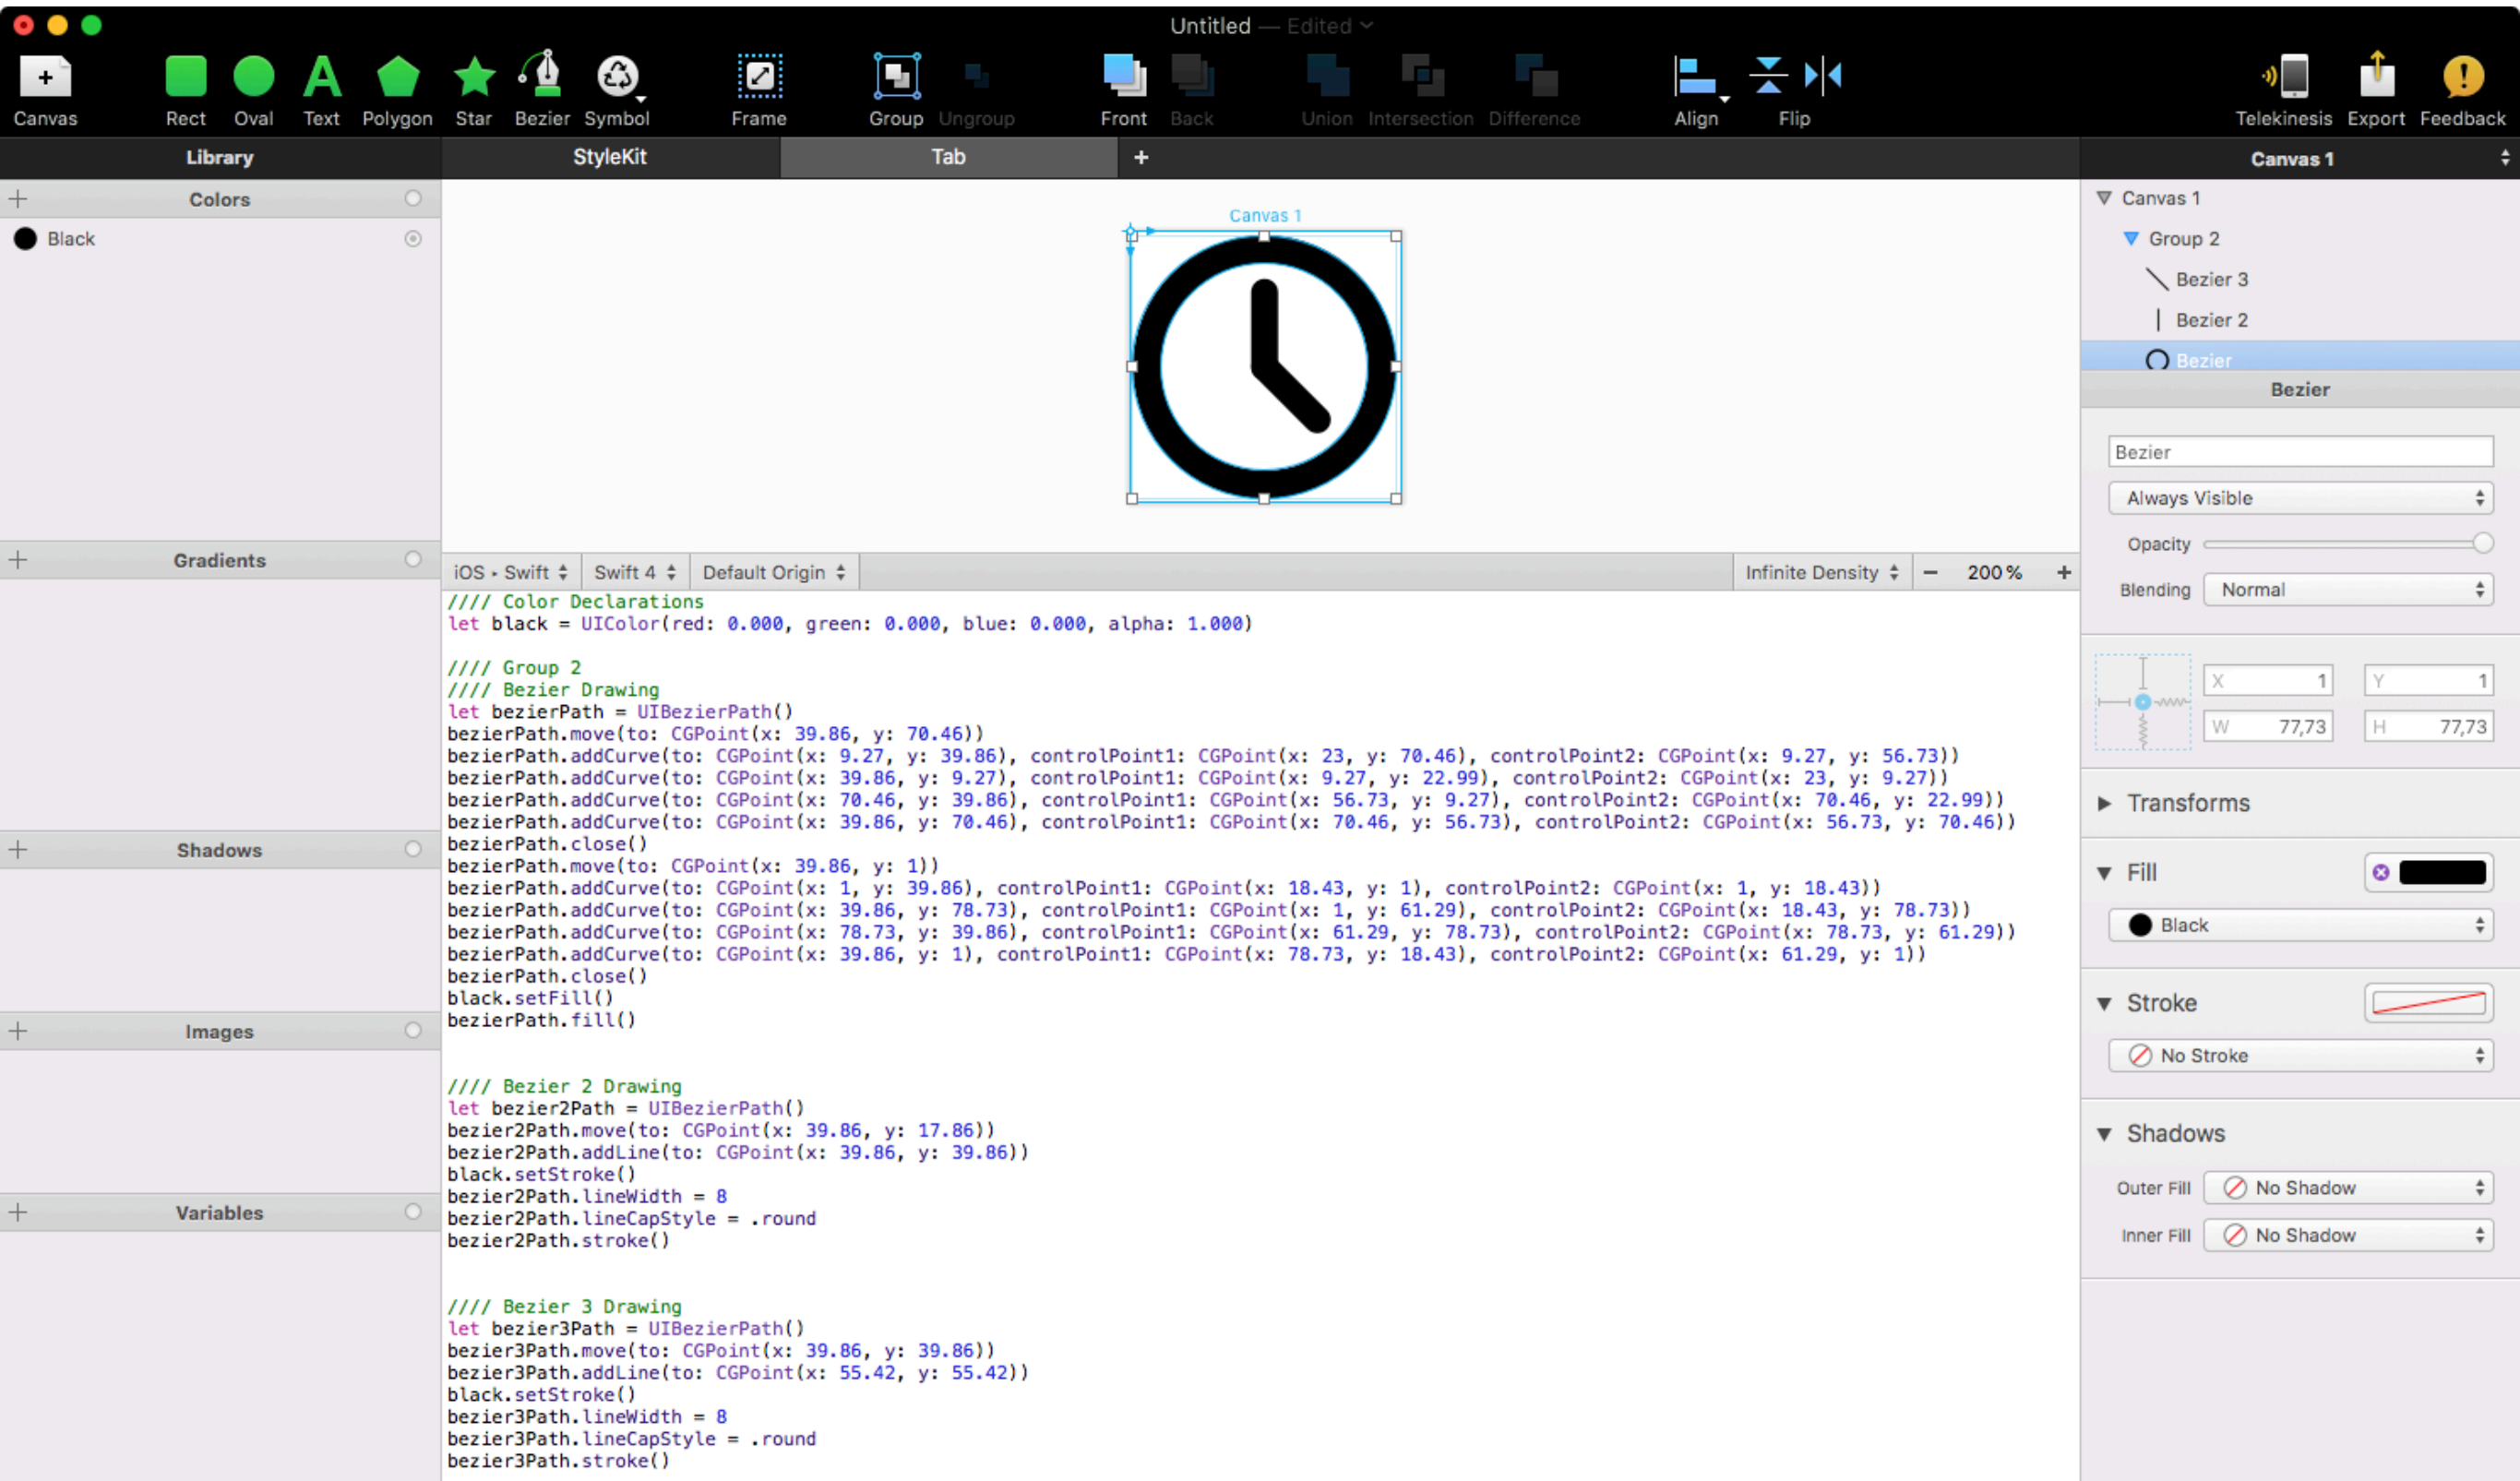 Untitled — Edited
Canvas Rect Oval Text Polygon Star Bezier Symbol Frame Group Ungroup Front Back Union Intersection Difference Align Flip Telekinesis Export Feedback
Library StyleKit Tab + Canvas 1
Colors
Black
Gradients
Shadows
Images
Variables
Canvas 1
iOS ▸ Swift Swift 4 Default Origin Infinite Density − 200% +
//// Color Declarations
let black = UIColor(red: 0.000, green: 0.000, blue: 0.000, alpha: 1.000)
//// Group 2
//// Bezier Drawing
let bezierPath = UIBezierPath()
bezierPath.move(to: CGPoint(x: 39.86, y: 70.46))
bezierPath.addCurve(to: CGPoint(x: 9.27, y: 39.86), controlPoint1: CGPoint(x: 23, y: 70.46), controlPoint2: CGPoint(x: 9.27, y: 56.73))
bezierPath.addCurve(to: CGPoint(x: 39.86, y: 9.27), controlPoint1: CGPoint(x: 9.27, y: 22.99), controlPoint2: CGPoint(x: 23, y: 9.27))
bezierPath.addCurve(to: CGPoint(x: 70.46, y: 39.86), controlPoint1: CGPoint(x: 56.73, y: 9.27), controlPoint2: CGPoint(x: 70.46, y: 22.99))
bezierPath.addCurve(to: CGPoint(x: 39.86, y: 70.46), controlPoint1: CGPoint(x: 70.46, y: 56.73), controlPoint2: CGPoint(x: 56.73, y: 70.46))
bezierPath.close()
bezierPath.move(to: CGPoint(x: 39.86, y: 1))
bezierPath.addCurve(to: CGPoint(x: 1, y: 39.86), controlPoint1: CGPoint(x: 18.43, y: 1), controlPoint2: CGPoint(x: 1, y: 18.43))
bezierPath.addCurve(to: CGPoint(x: 39.86, y: 78.73), controlPoint1: CGPoint(x: 1, y: 61.29), controlPoint2: CGPoint(x: 18.43, y: 78.73))
bezierPath.addCurve(to: CGPoint(x: 78.73, y: 39.86), controlPoint1: CGPoint(x: 61.29, y: 78.73), controlPoint2: CGPoint(x: 78.73, y: 61.29))
bezierPath.addCurve(to: CGPoint(x: 39.86, y: 1), controlPoint1: CGPoint(x: 78.73, y: 18.43), controlPoint2: CGPoint(x: 61.29, y: 1))
bezierPath.close()
black.setFill()
bezierPath.fill()
//// Bezier 2 Drawing
let bezier2Path = UIBezierPath()
bezier2Path.move(to: CGPoint(x: 39.86, y: 17.86))
bezier2Path.addLine(to: CGPoint(x: 39.86, y: 39.86))
black.setStroke()
bezier2Path.lineWidth = 8
bezier2Path.lineCapStyle = .round
bezier2Path.stroke()
//// Bezier 3 Drawing
let bezier3Path = UIBezierPath()
bezier3Path.move(to: CGPoint(x: 39.86, y: 39.86))
bezier3Path.addLine(to: CGPoint(x: 55.42, y: 55.42))
black.setStroke()
bezier3Path.lineWidth = 8
bezier3Path.lineCapStyle = .round
bezier3Path.stroke()
Canvas 1
Group 2
Bezier 3
Bezier 2
Bezier
Bezier
Bezier
Always Visible
Opacity
Blending Normal
X 1 Y 1
W 77,73 H 77,73
Transforms
Fill
Black
Stroke
No Stroke
Shadows
Outer Fill No Shadow
Inner Fill No Shadow